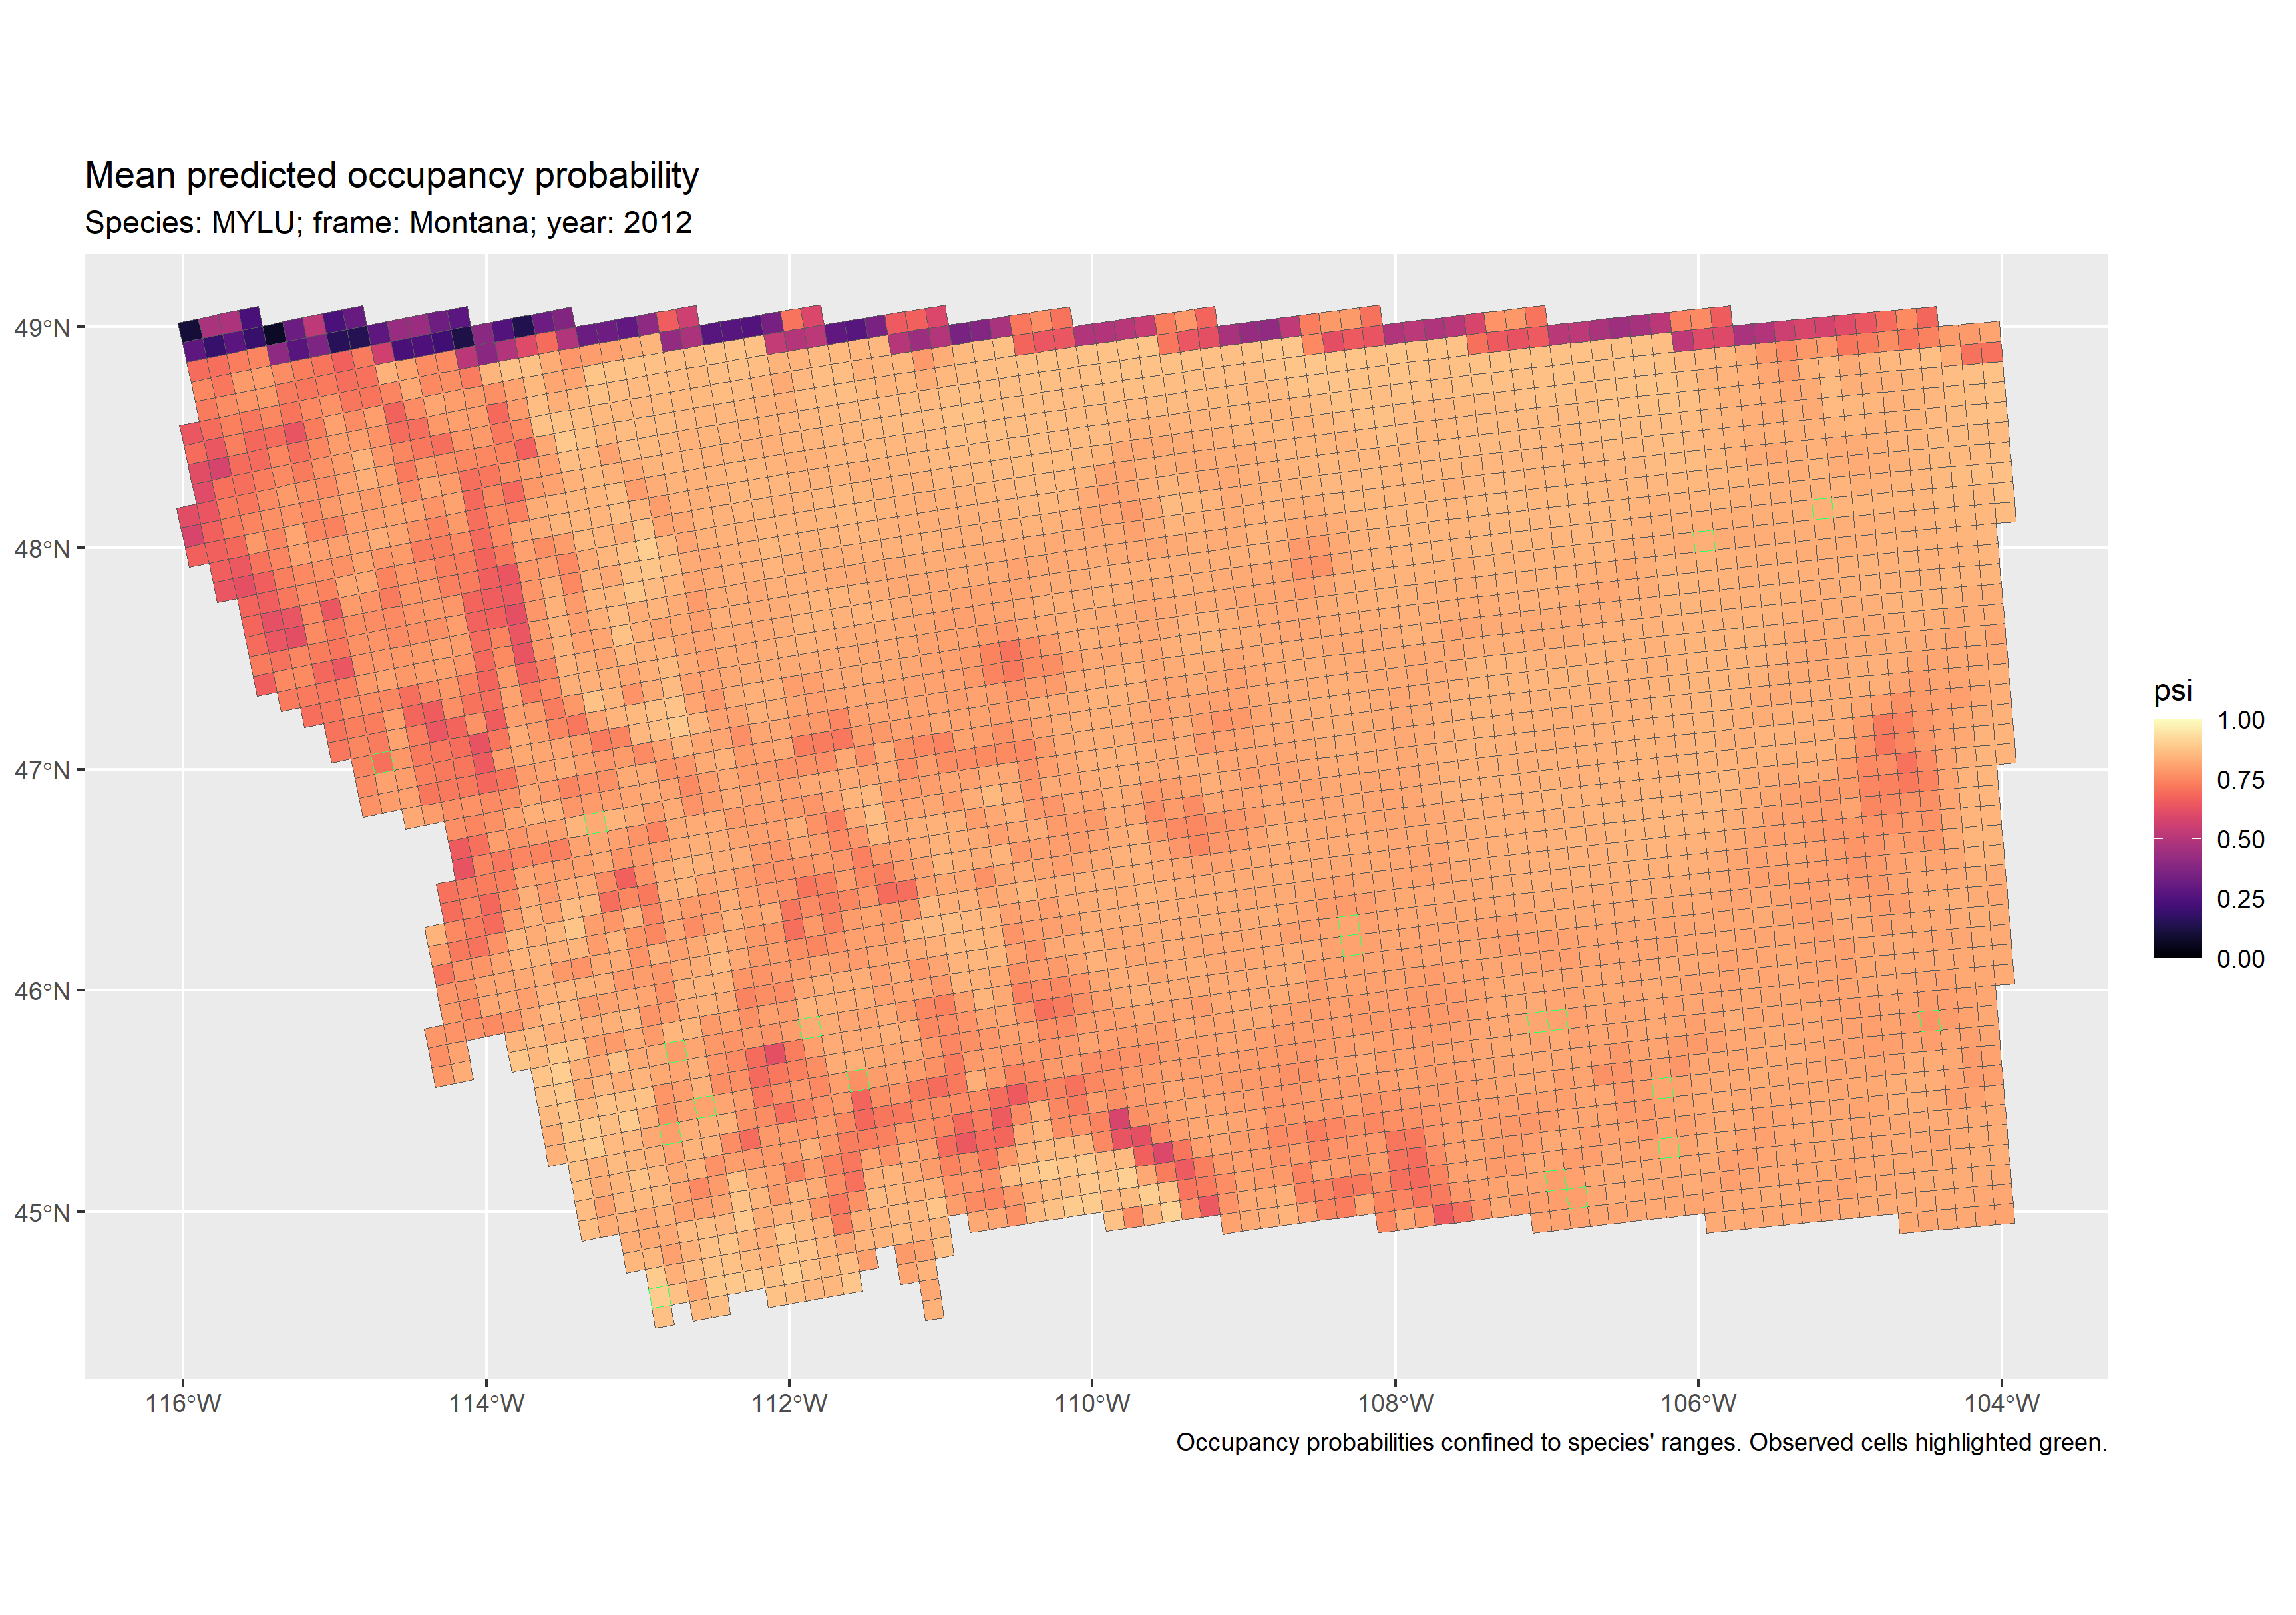 Mean predicted occupancy probability
Species: MYLU; frame: Montana; year: 2012
49°N
48°N
47°N
46°N
45°N
116°W
114°W
112°W
110°W
108°W
106°W
104°W
psi
1.00
0.75
0.50
0.25
0.00
Occupancy probabilities confined to species' ranges. Observed cells highlighted green.